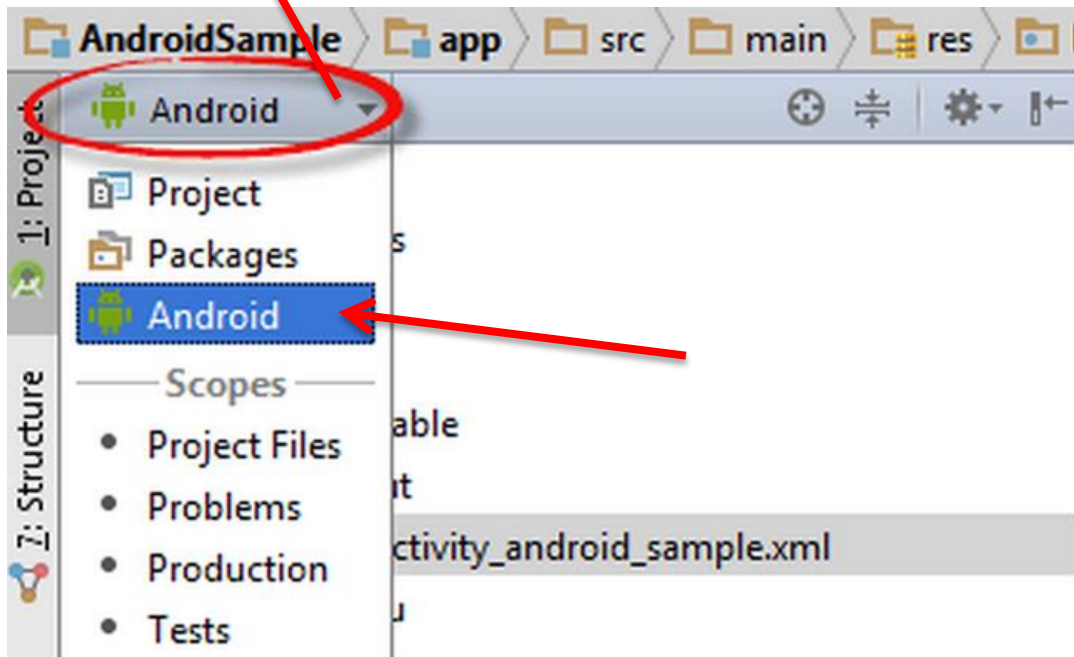 AndroidSample app src main res
Android
1: Project
Project
Packages
Android
Scopes
Project Files
Problems
Production
Tests
7: Structure
s
able
ut
ctivity_android_sample.xml
u